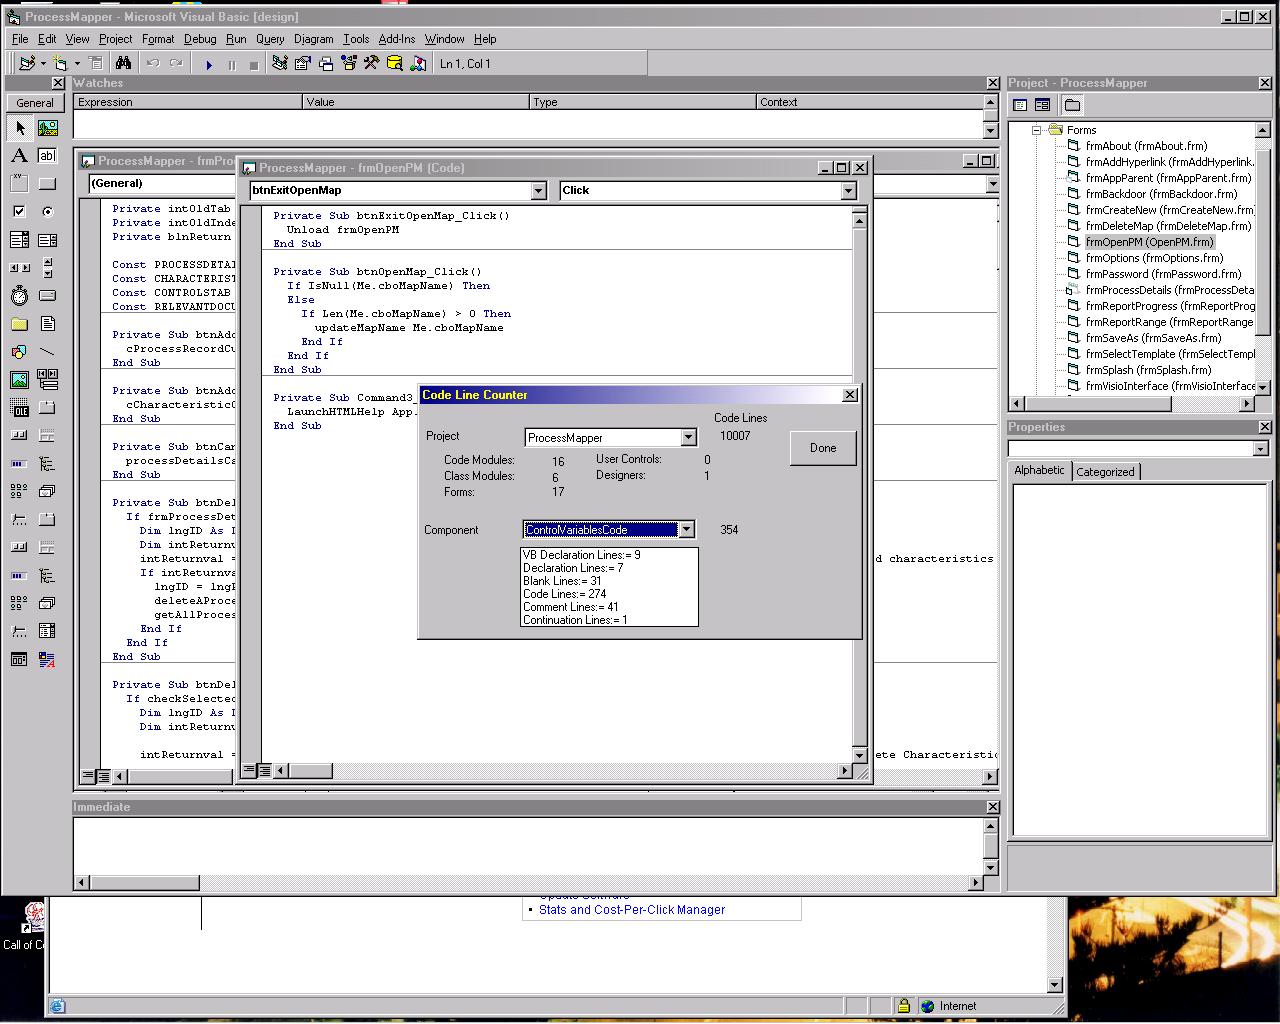 ProcessMapper - Microsoft Visual Basic [design]
File Edit View Project Format Debug Run Query Diagram Tools Add-Ins Window Help
Ln 1, Col 1
General
Watches
Expression Value Type Context
ProcessMapper - frmPro
(General)
Private intOldTab
Private intOldInde
Private blnReturn
Const PROCESSDETAI
Const CHARACTERIST
Const CONTROLSTAB
Const RELEVANTDOCU
Private Sub btnAdd
cProcessRecordCu
End Sub
Private Sub btnAdd
cCharacteristicO
End Sub
Private Sub btnCan
processDetailsCa
End Sub
Private Sub btnDel
If frmProcessDet
Dim lngID As
Dim intReturnv
intReturnval = d characteristics
If intReturnva
lngID = lng
deleteAProce
getAllProces
End If
End If
End Sub
Private Sub btnDel
If checkSelected
Dim lngID As
Dim intReturnv
intReturnval = ete Characteristic
ProcessMapper - frmOpenPM (Code)
btnExitOpenMap Click
Private Sub btnExitOpenMap_Click()
Unload frmOpenPM
End Sub
Private Sub btnOpenMap_Click()
If IsNull(Me.cboMapName) Then
Else
If Len(Me.cboMapName) > 0 Then
updateMapName Me.cboMapName
End If
End If
End Sub
Private Sub Command3_
LaunchHTMLHelp App.
End Sub
Code Line Counter
Code Lines
Project ProcessMapper 10007
Done
Code Modules: 16 User Controls: 0
Class Modules: 6 Designers: 1
Forms: 17
Component ControlVariablesCode 354
VB Declaration Lines:= 9
Declaration Lines:= 7
Blank Lines:= 31
Code Lines:= 274
Comment Lines:= 41
Continuation Lines:= 1
Project - ProcessMapper
Forms
frmAbout (frmAbout.frm)
frmAddHyperlink (frmAddHyperlink.
frmAppParent (frmAppParent.frm)
frmBackdoor (frmBackdoor.frm)
frmCreateNew (frmCreateNew.frm
frmDeleteMap (frmDeleteMap.frm)
frmOpenPM (OpenPM.frm)
frmOptions (frmOptions.frm)
frmPassword (frmPassword.frm)
frmProcessDetails (frmProcessDeta
frmReportProgress (frmReportProg
frmReportRange (frmReportRange
frmSaveAs (frmSaveAs.frm)
frmSelectTemplate (frmSelectTempl
frmSplash (frmSplash.frm)
frmVisioInterface (frmVisioInterface
Properties
Alphabetic Categorized
Immediate
Update Software
Stats and Cost-Per-Click Manager
Call of C
Internet